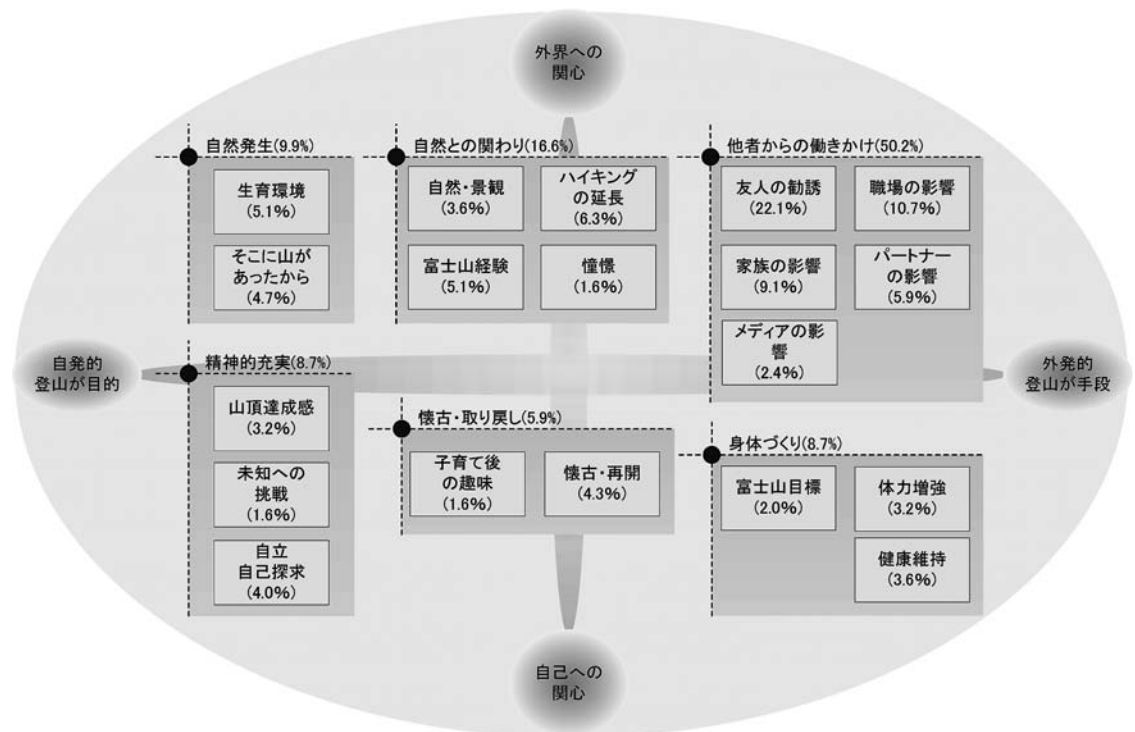 外界への
関心
自然発生(9.9%)
生育環境
(5.1%)
そこに山が
あったから
(4.7%)
自然との関わり(16.6%)
自然・景観
(3.6%)
ハイキング
の延長
(6.3%)
富士山経験
(5.1%)
憧憬
(1.6%)
他者からの働きかけ(50.2%)
友人の勧誘
(22.1%)
職場の影響
(10.7%)
家族の影響
(9.1%)
パートナー
の影響
(5.9%)
メディアの影
響
(2.4%)
自発的
登山が目的
外発的
登山が手段
精神的充実(8.7%)
山頂達成感
(3.2%)
未知への
挑戦
(1.6%)
自立
自己探求
(4.0%)
懐古・取り戻し(5.9%)
子育て後
の趣味
(1.6%)
懐古・再開
(4.3%)
身体づくり(8.7%)
富士山目標
(2.0%)
体力増強
(3.2%)
健康維持
(3.6%)
自己への
関心